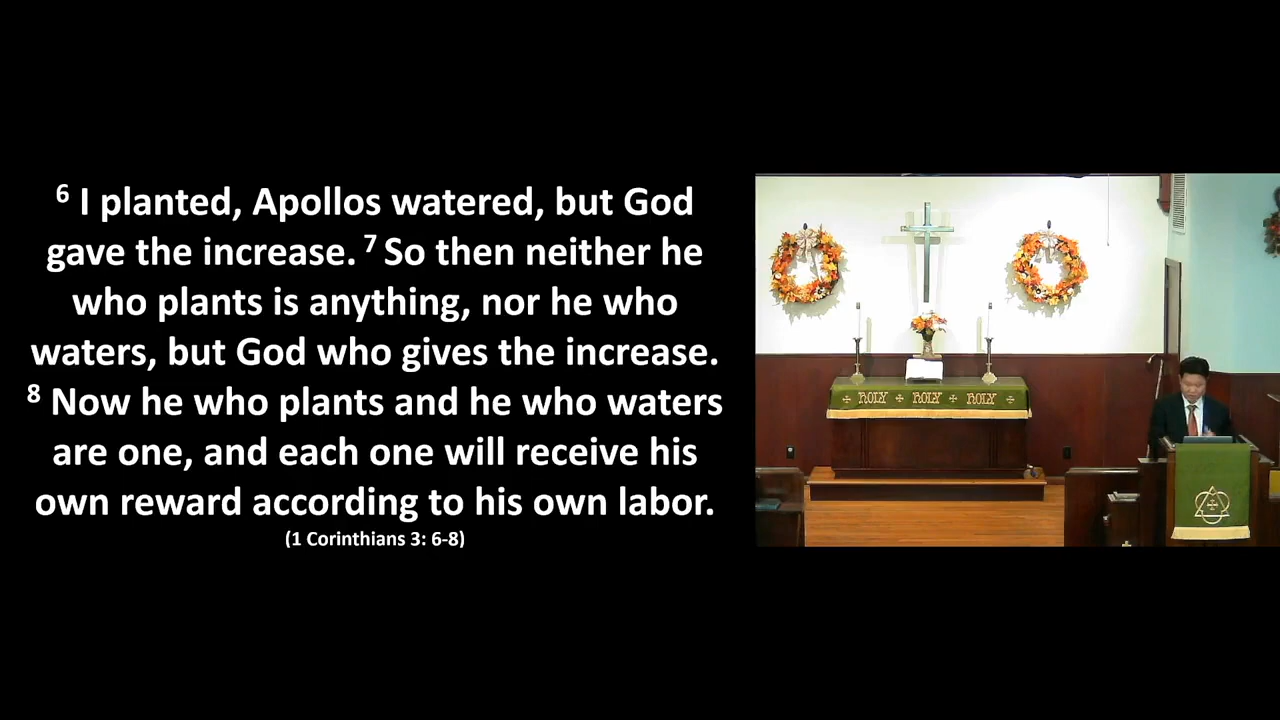 ⁶ I planted, Apollos watered, but God
gave the increase. ⁷ So then neither he
who plants is anything, nor he who
waters, but God who gives the increase.
⁸ Now he who plants and he who waters
are one, and each one will receive his
own reward according to his own labor.
(1 Corinthians 3: 6-8)
HOLY HOLY HOLY